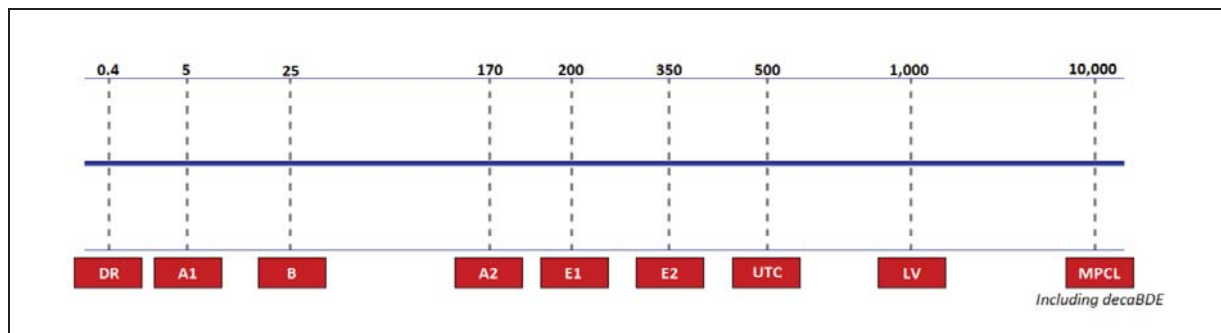 0.4 5 25 170 200 350 500 1,000 10,000
DR A1 B A2 E1 E2 UTC LV MPCL
Including decaBDE